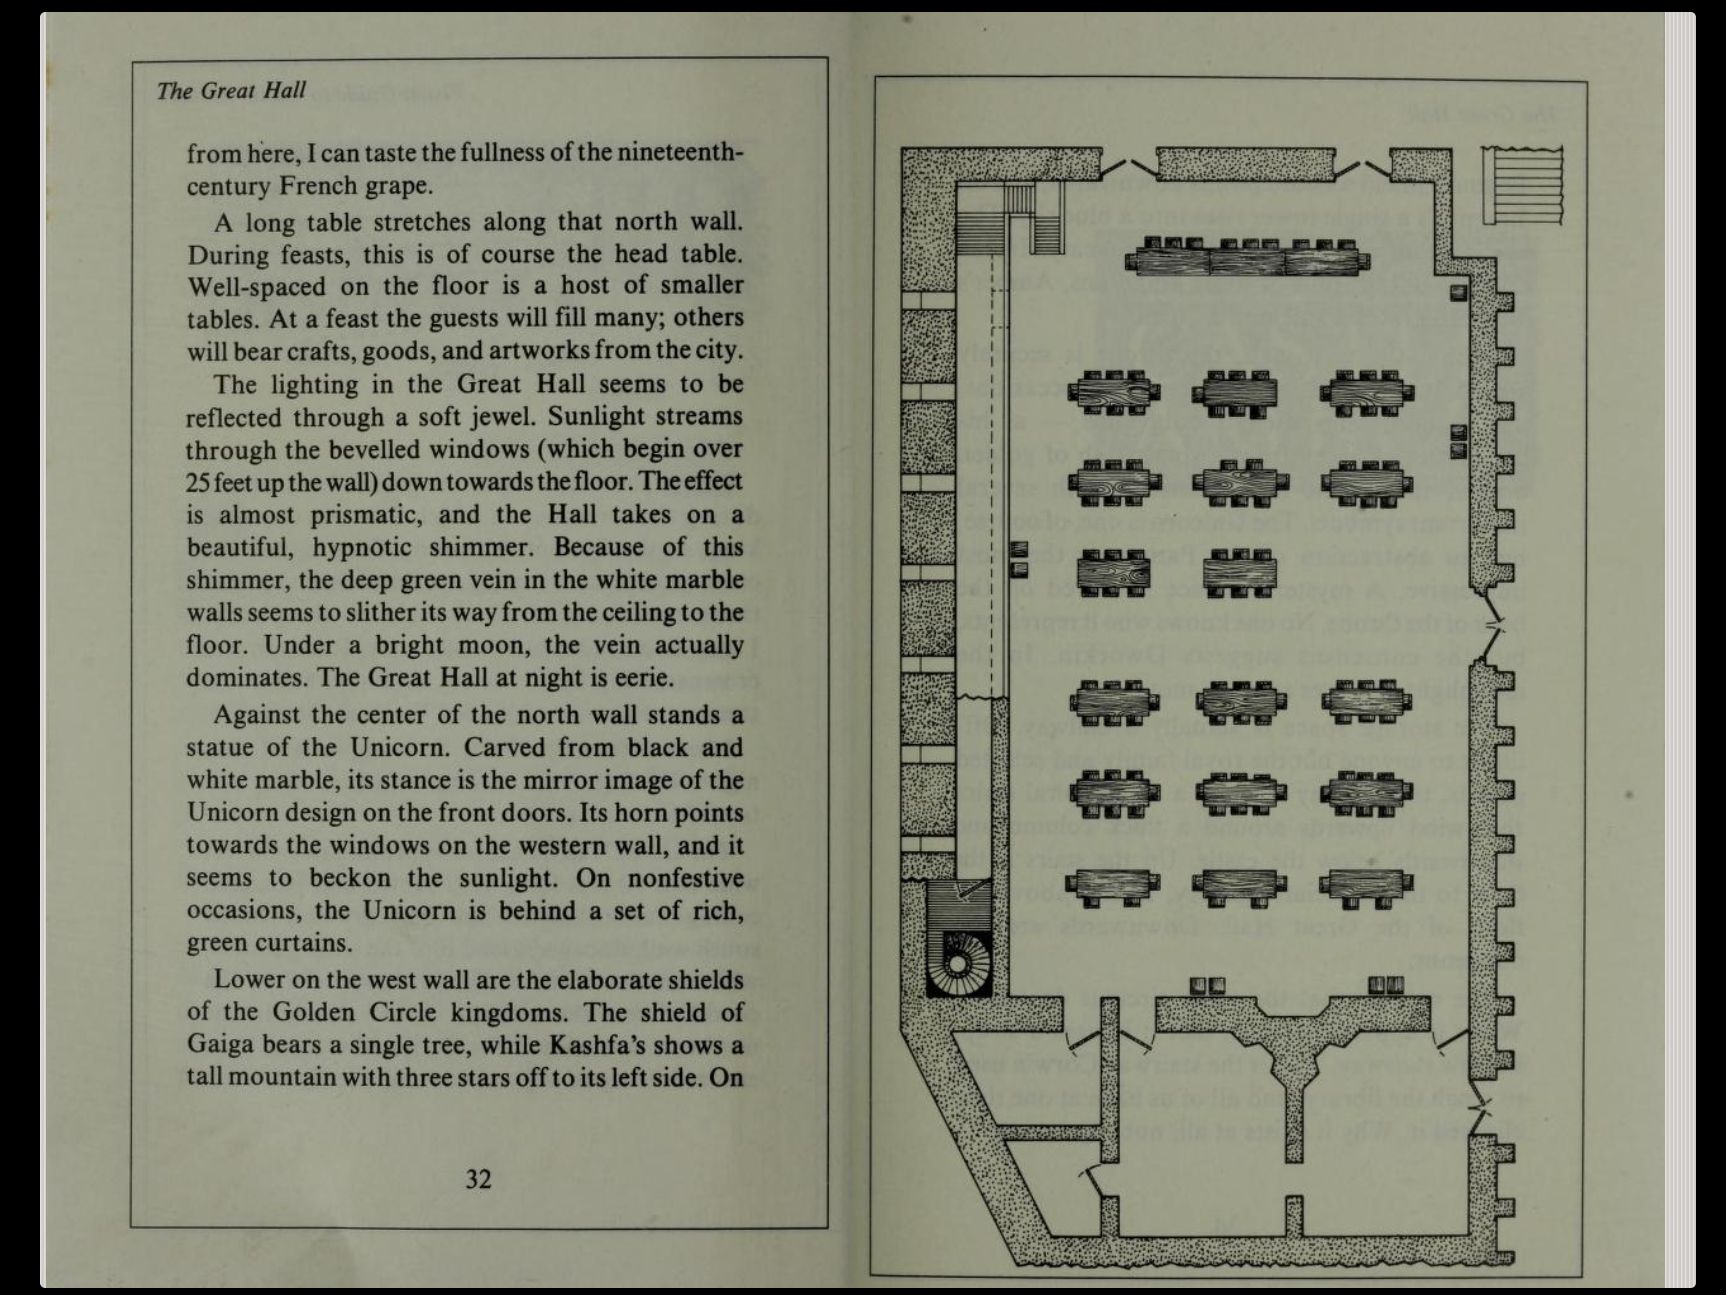 The Great Hall
from here, I can taste the fullness of the nineteenth-
century French grape.
A long table stretches along that north wall.
During feasts, this is of course the head table.
Well-spaced on the floor is a host of smaller
tables. At a feast the guests will fill many; others
will bear crafts, goods, and artworks from the city.
The lighting in the Great Hall seems to be
reflected through a soft jewel. Sunlight streams
through the bevelled windows (which begin over
25 feet up the wall) down towards the floor. The effect
is almost prismatic, and the Hall takes on a
beautiful, hypnotic shimmer. Because of this
shimmer, the deep green vein in the white marble
walls seems to slither its way from the ceiling to the
floor. Under a bright moon, the vein actually
dominates. The Great Hall at night is eerie.
Against the center of the north wall stands a
statue of the Unicorn. Carved from black and
white marble, its stance is the mirror image of the
Unicorn design on the front doors. Its horn points
towards the windows on the western wall, and it
seems to beckon the sunlight. On nonfestive
occasions, the Unicorn is behind a set of rich,
green curtains.
Lower on the west wall are the elaborate shields
of the Golden Circle kingdoms. The shield of
Gaiga bears a single tree, while Kashfa's shows a
tall mountain with three stars off to its left side. On
32